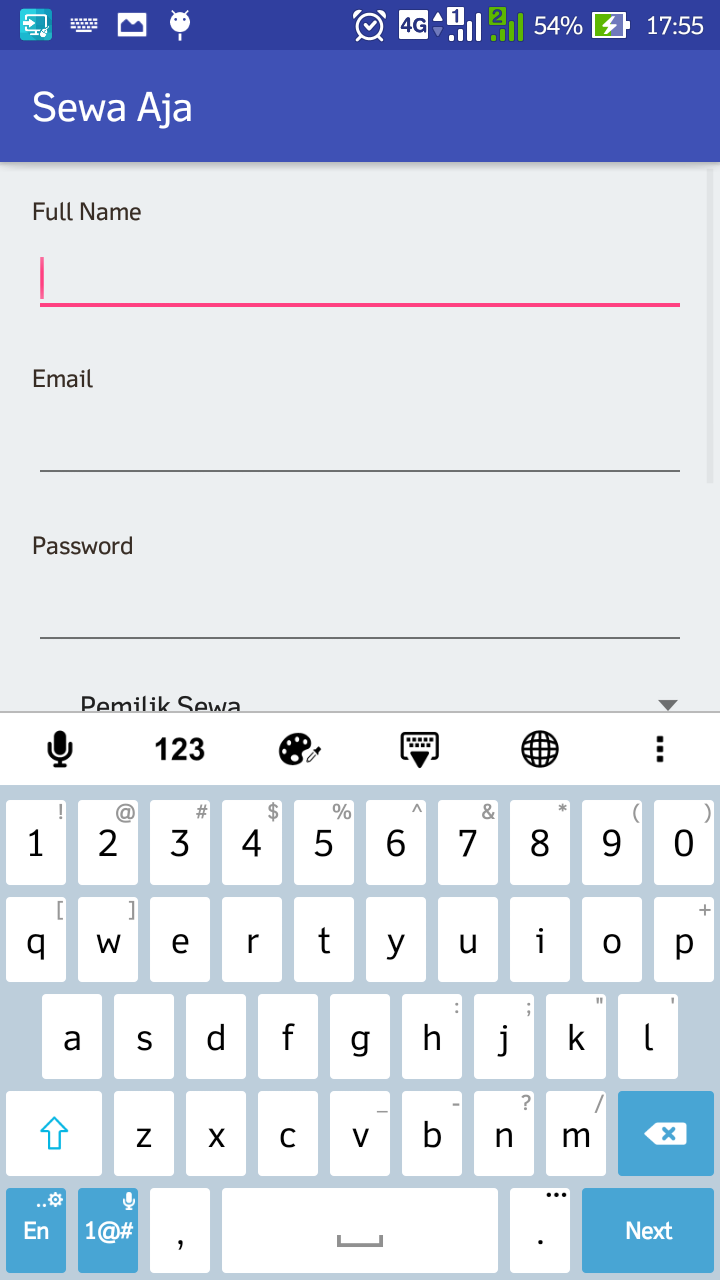 4G 1 2 54% 17:55
Sewa Aja
Full Name
Email
Password
Pemilik Sewa
123
! @ # $ % ^ & * ( )
1 2 3 4 5 6 7 8 9 0
[ ] +
q w e r t y u i o p
: ; " '
a s d f g h j k l
_ - ? /
z x c v b n m
En 1@# , . Next